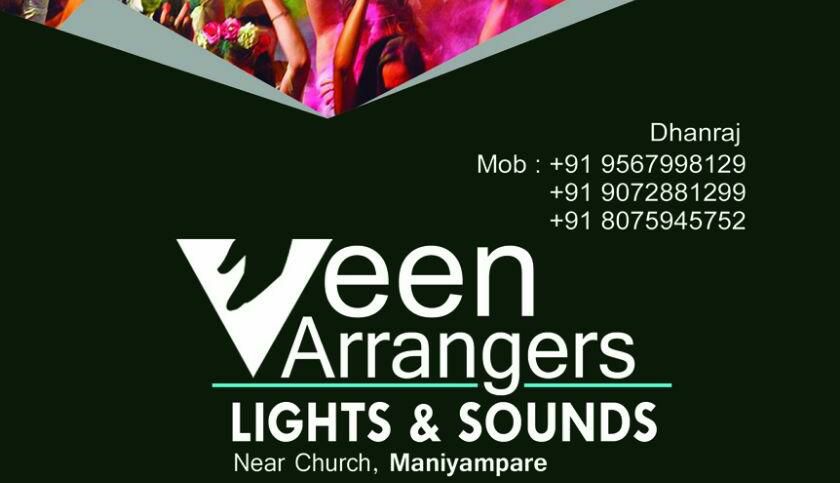 Dhanraj
Mob : +91 9567998129
+91 9072881299
+91 8075945752
Veen
Arrangers
LIGHTS & SOUNDS
Near Church, Maniyampare